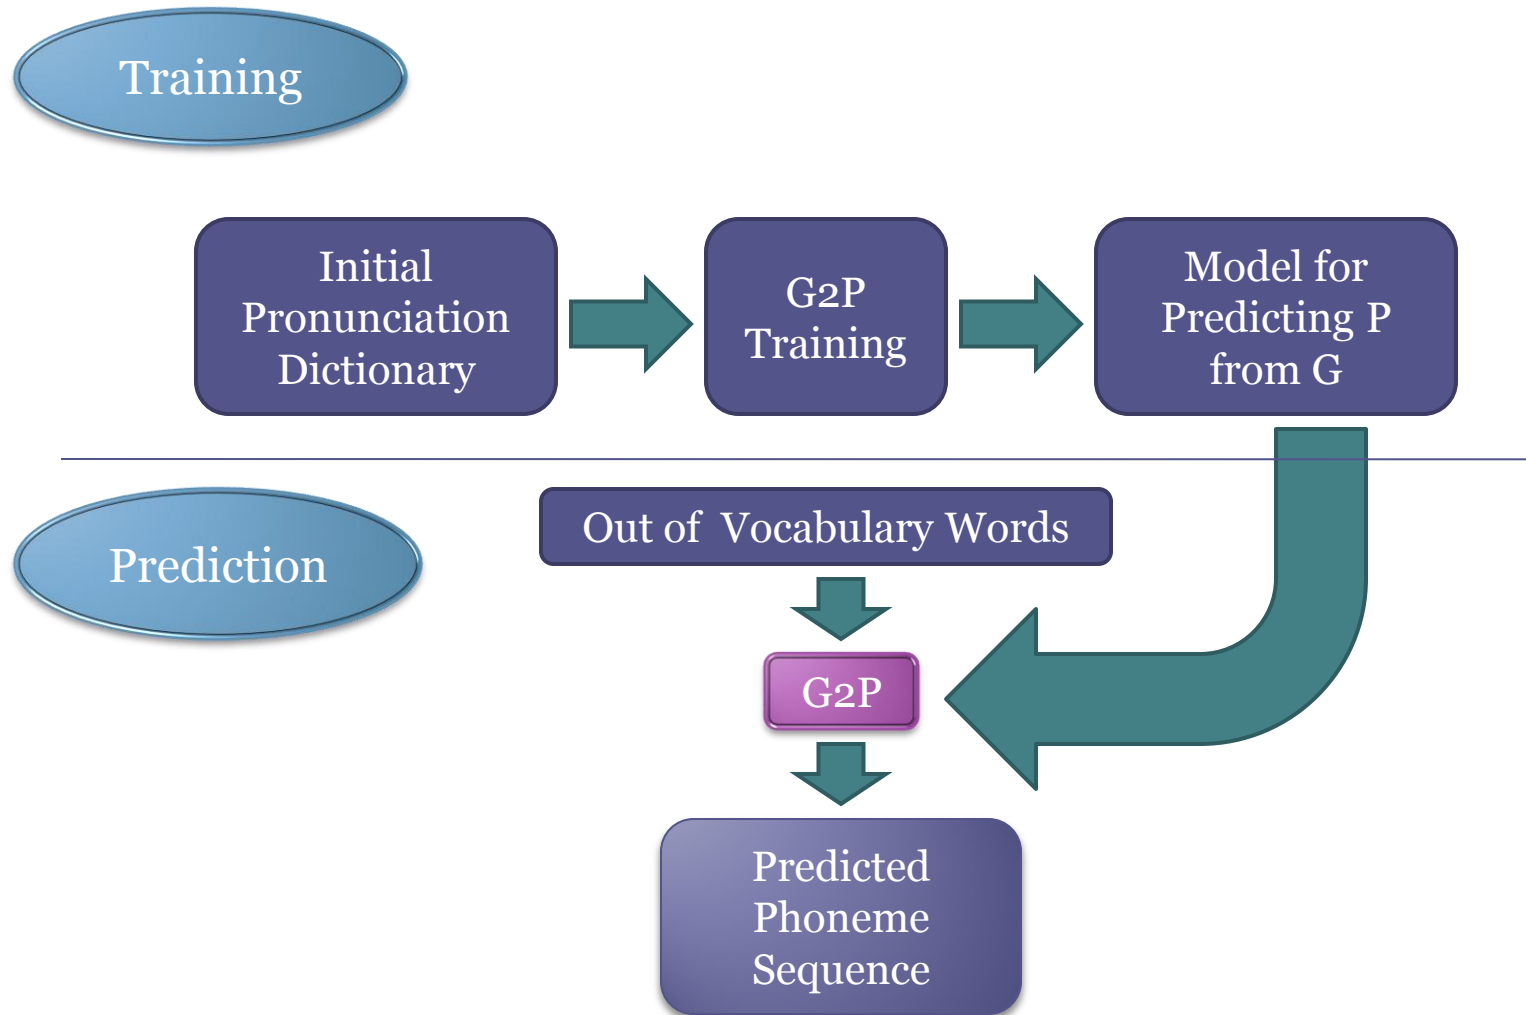 Training
Initial
Pronunciation
Dictionary
G2P
Training
Model for
Predicting P
from G
Prediction
Out of Vocabulary Words
G2P
Predicted
Phoneme
Sequence